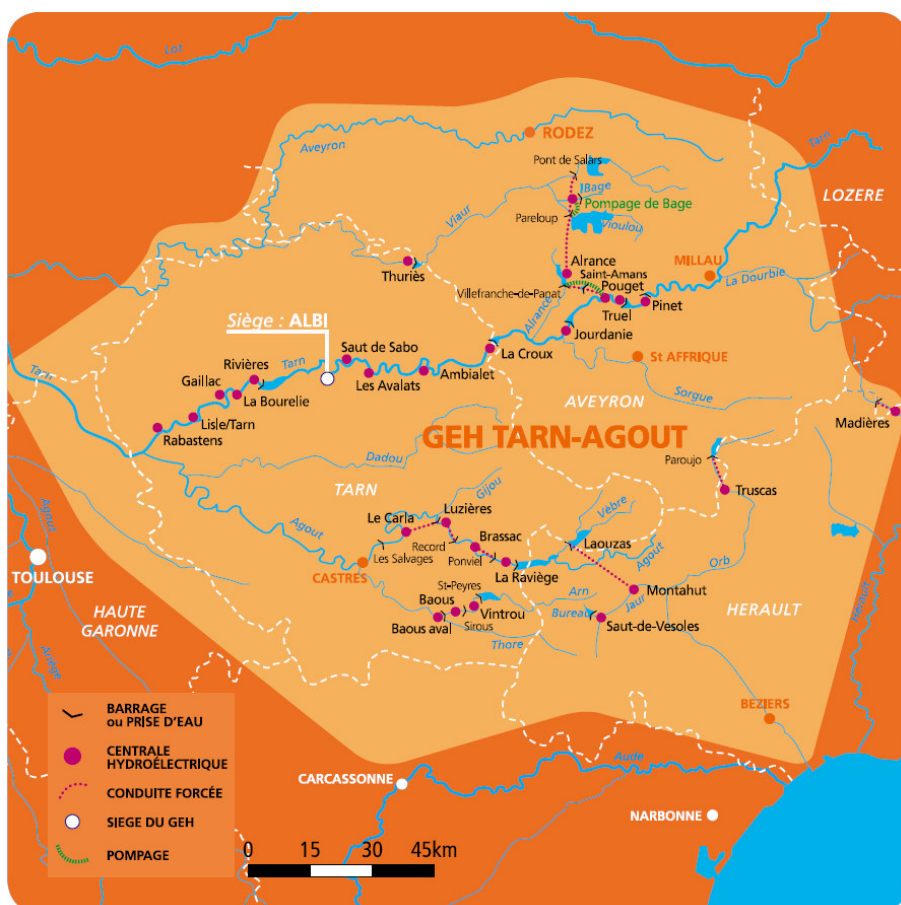 Lot
RODEZ
Aveyron
Tarn
Pont de Salars
LOZERE
Bage
Pompage de Bage
Viaur
Pareloup
Vioulou
Thuriès
Alrance
MILLAU
Saint-Amans
Pouget
La Dourbie
Villefranche-de-Papat
Truel
Pinet
Siège : ALBI
Alrance
Jourdanie
Saut de Sabo
La Croux
St AFFRIQUE
Rivières
Tarn
Tarn
Gaillac
Les Avalats
Ambialet
Sorgue
La Bourelie
AVEYRON
Lisle/Tarn
Madières
Rabastens
GEH TARN-AGOUT
Dadou
Paroujo
TARN
Gijou
Truscas
Agout
Luzières
Vèbre
Le Carla
Brassac
Laouzas
Record
Agout
Les Salvages
Ponviel
Orb
Agout
TOULOUSE
CASTRES
La Raviège
St-Peyres
Arn
Montahut
Hérault
Baous
Jaur
HAUTE
GARONNE
Vintrou
Bureau
HERAULT
Baous aval
Sirous
Saut-de-Vesoles
Thore
Ariège
BEZIERS
BARRAGE
ou PRISE D'EAU
CENTRALE
HYDROÉLECTRIQUE
CONDUITE FORCÉE
SIEGE DU GEH
POMPAGE
CARCASSONNE
Aude
NARBONNE
0 15 30 45km